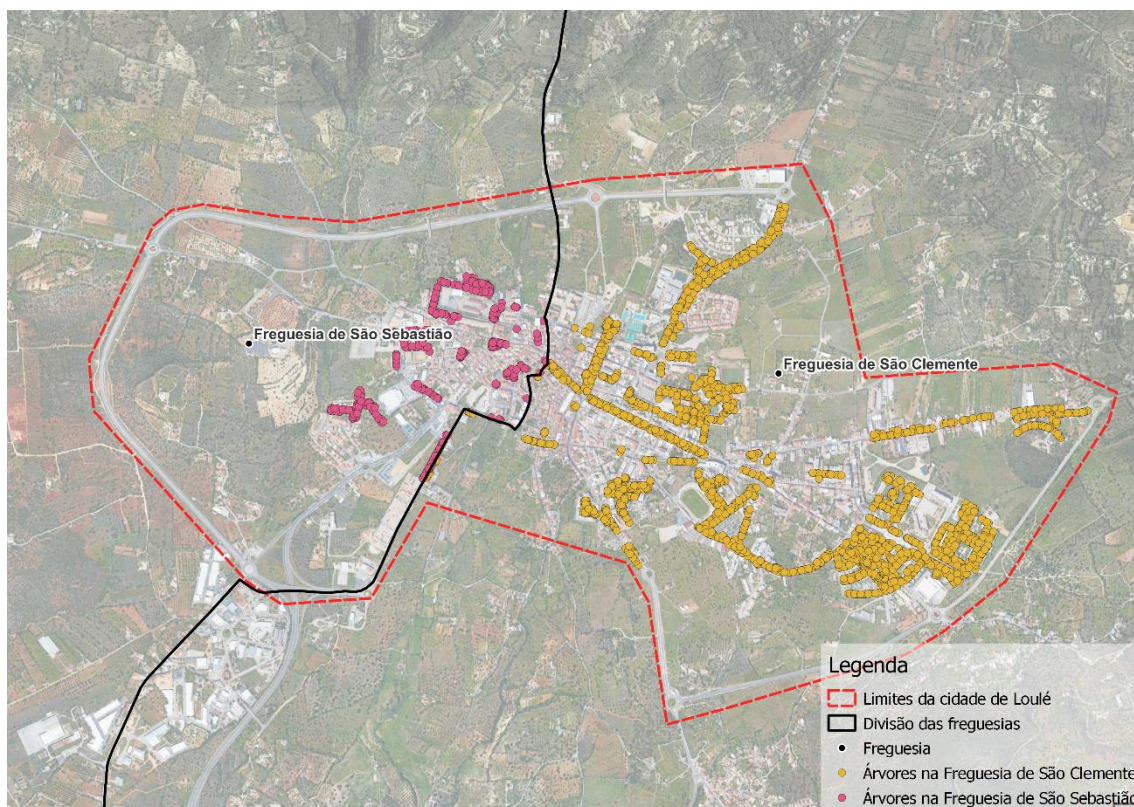 Freguesia de São Sebastião
Freguesia de São Clemente
Legenda
Limites da cidade de Loulé
Divisão das freguesias
Freguesia
Árvores na Freguesia de São Clemente
Árvores na Freguesia de São Sebastião